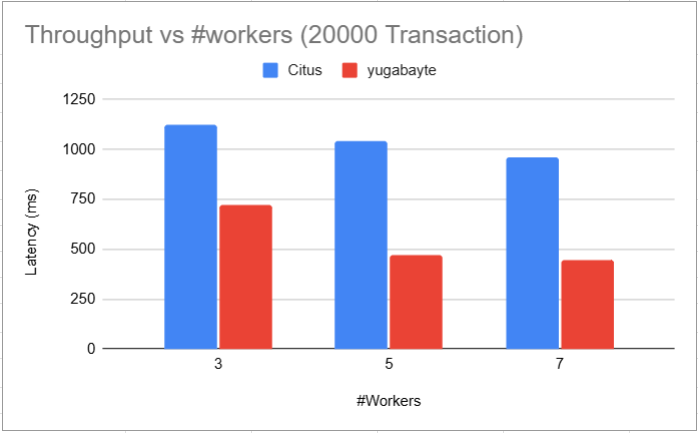 Throughput vs #workers (20000 Transaction)
Citus
yugabayte
1250
1000
750
500
250
0
Latency (ms)
3
5
7
#Workers